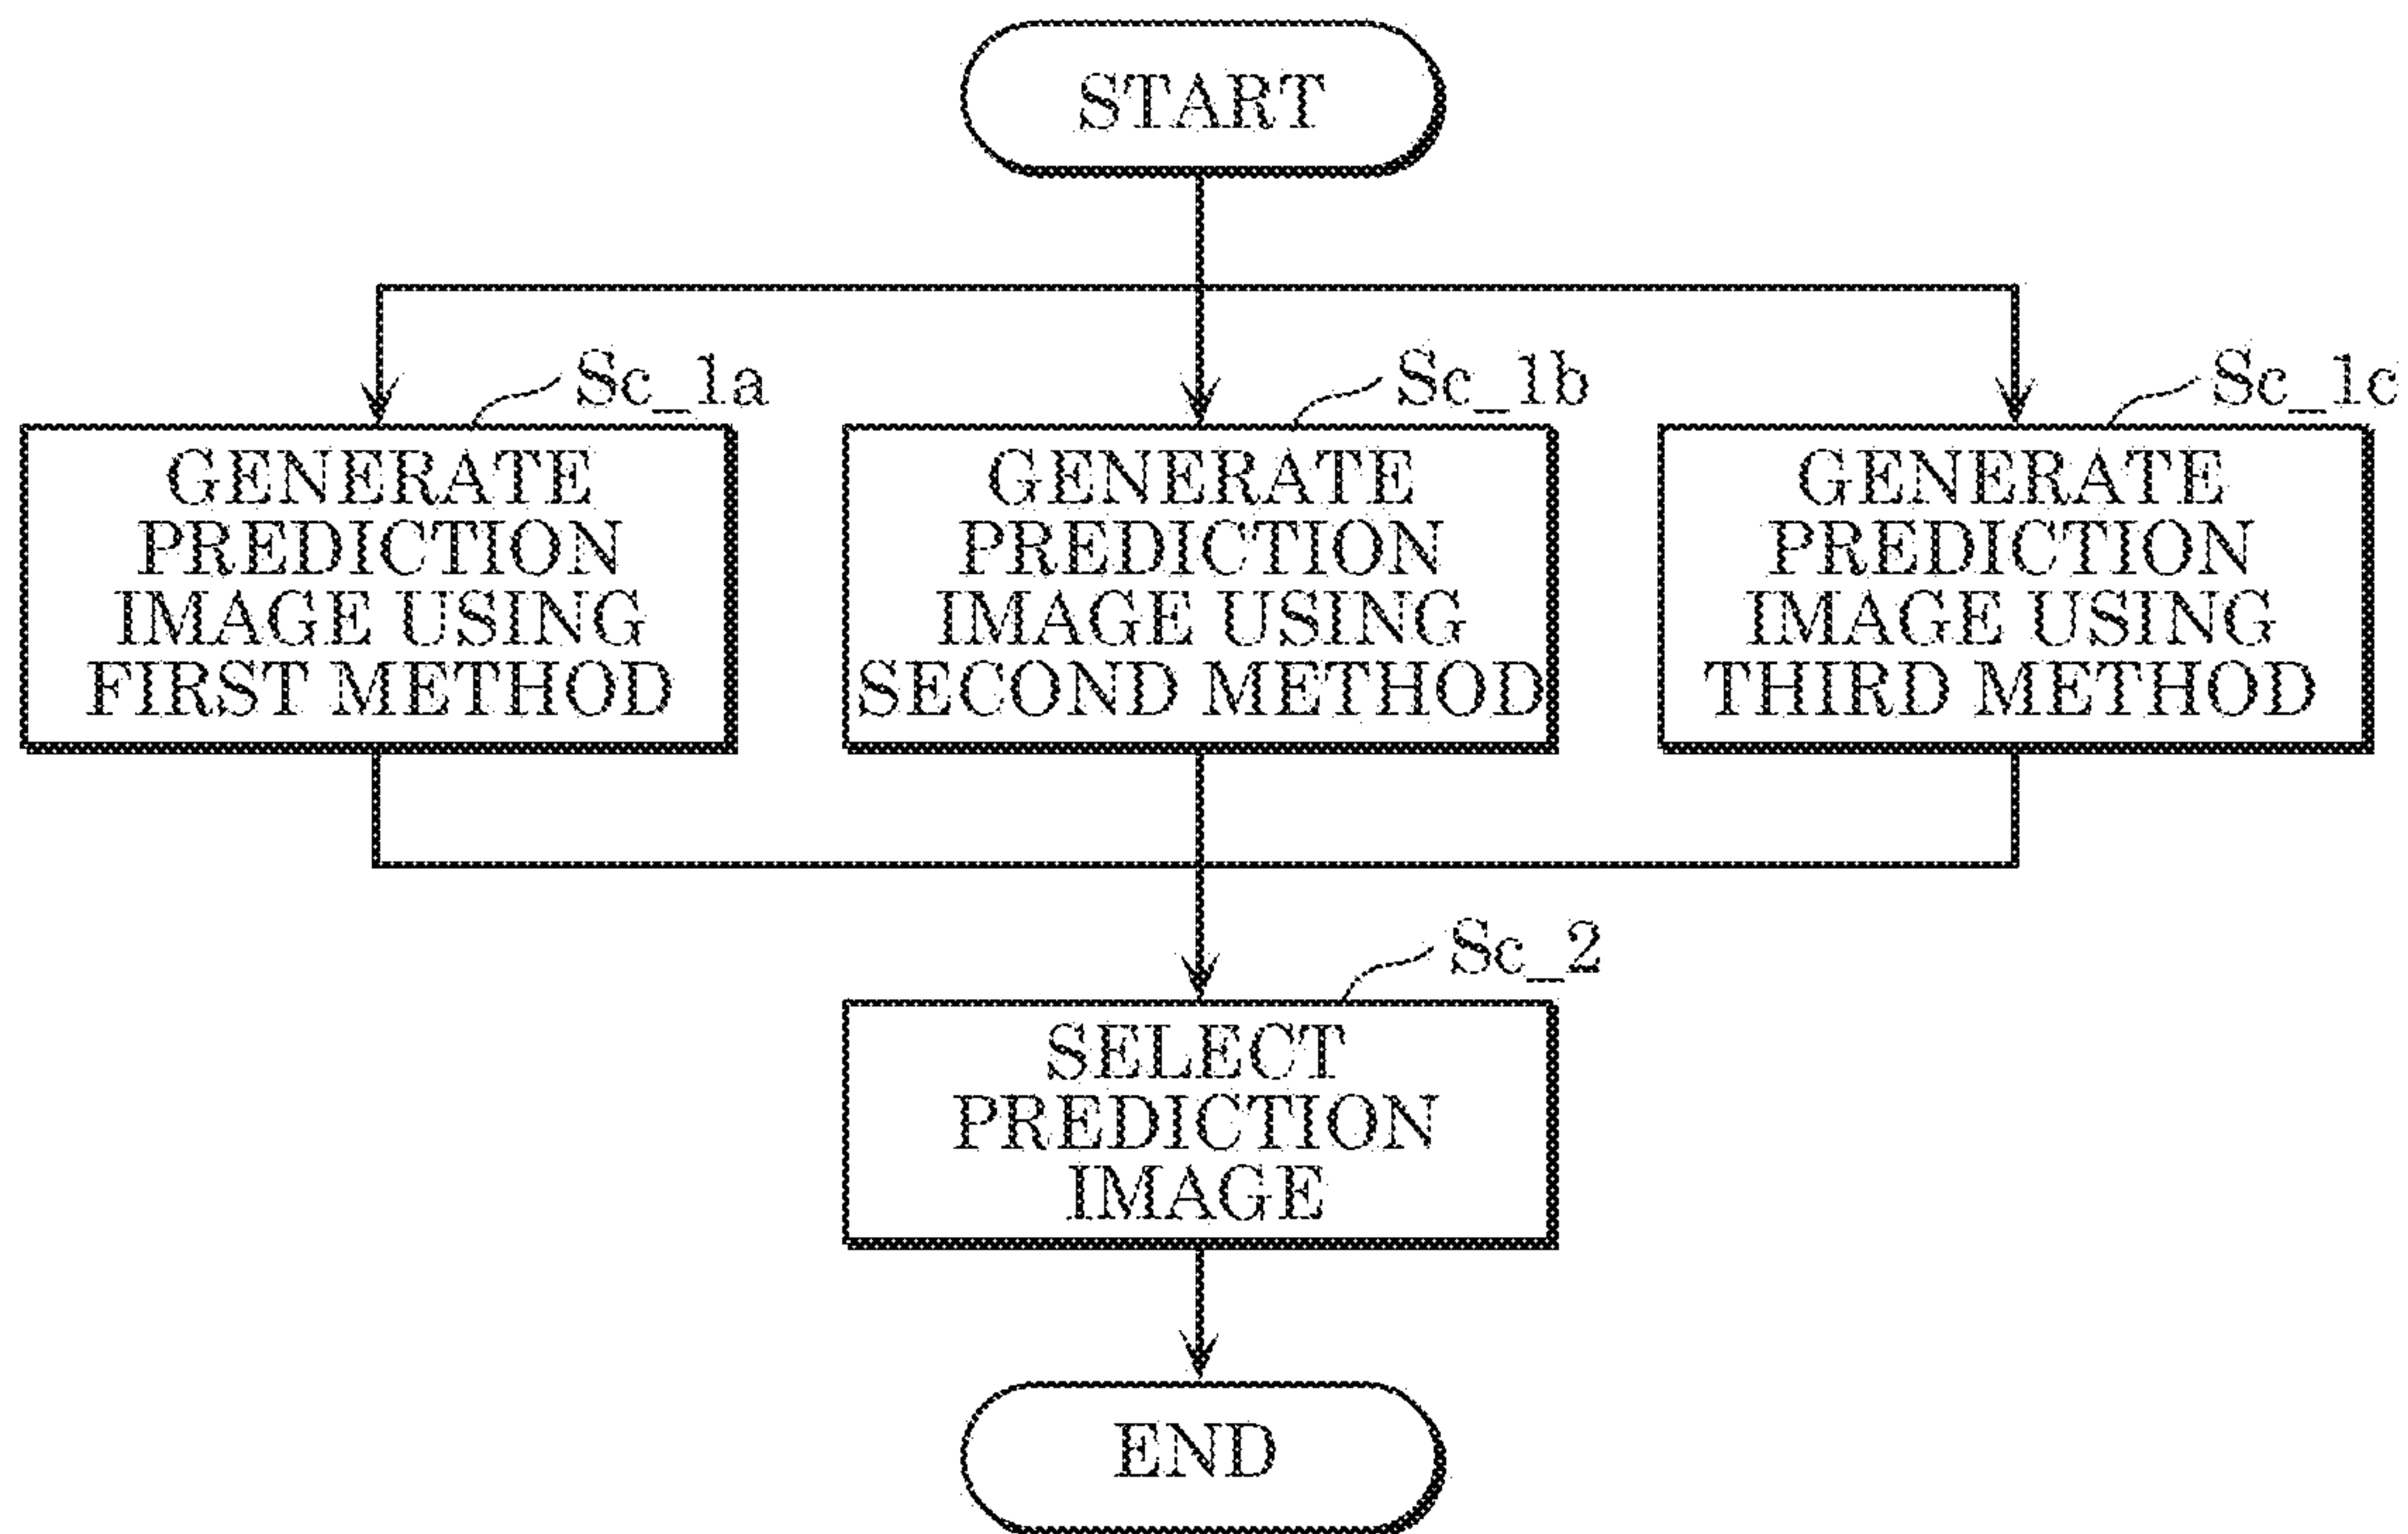 START
Sc_1a
GENERATE
PREDICTION
IMAGE USING
FIRST METHOD
Sc_1b
GENERATE
PREDICTION
IMAGE USING
SECOND METHOD
Sc_1c
GENERATE
PREDICTION
IMAGE USING
THIRD METHOD
Sc_2
SELECT
PREDICTION
IMAGE
END